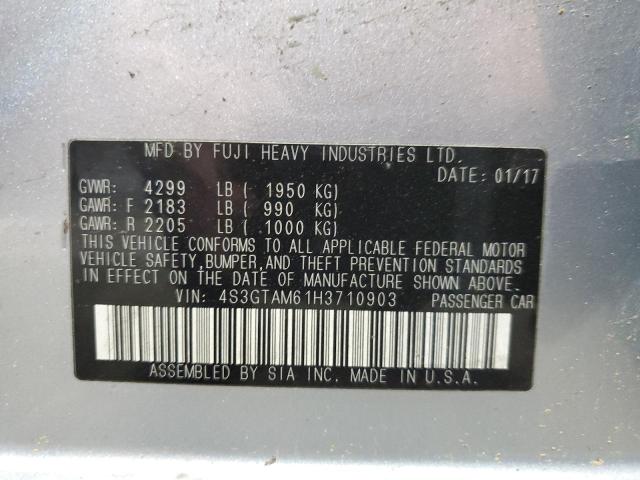 MFD BY FUJI HEAVY INDUSTRIES LTD.
DATE: 01/17
GVWR: 4299 LB ( 1950 KG)
GAWR: F 2183 LB ( 990 KG)
GAWR: R 2205 LB ( 1000 KG)
THIS VEHICLE CONFORMS TO ALL APPLICABLE FEDERAL MOTOR
VEHICLE SAFETY, BUMPER, AND THEFT PREVENTION STANDARDS
IN EFFECT ON THE DATE OF MANUFACTURE SHOWN ABOVE.
VIN: 4S3GTAM61H3710903 PASSENGER CAR
ASSEMBLED BY SIA INC. MADE IN U.S.A.